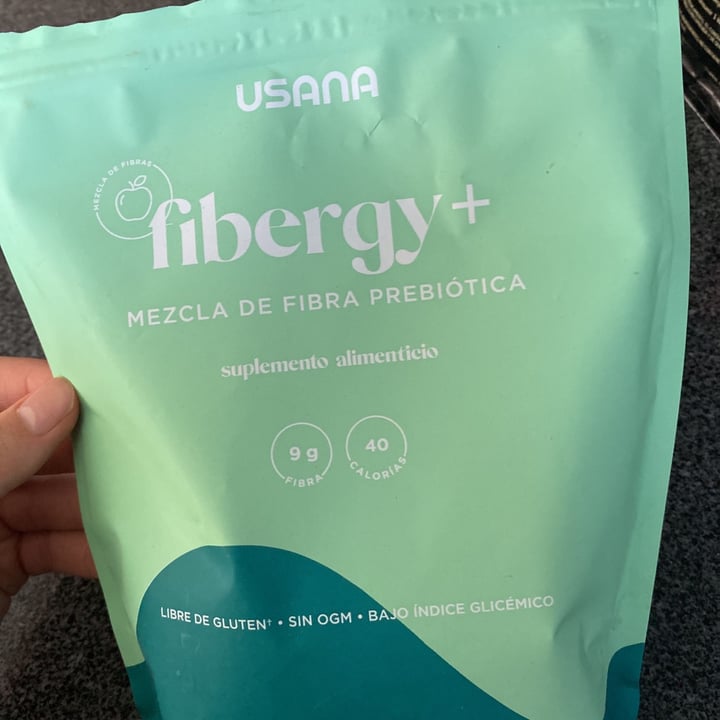 USANA
MEZCLA DE FIBRAS
fibergy+
MEZCLA DE FIBRA PREBIÓTICA
suplemento alimenticio
9 g
FIBRA
40
CALORÍAS
LIBRE DE GLUTEN† • SIN OGM • BAJO ÍNDICE GLICÉMICO